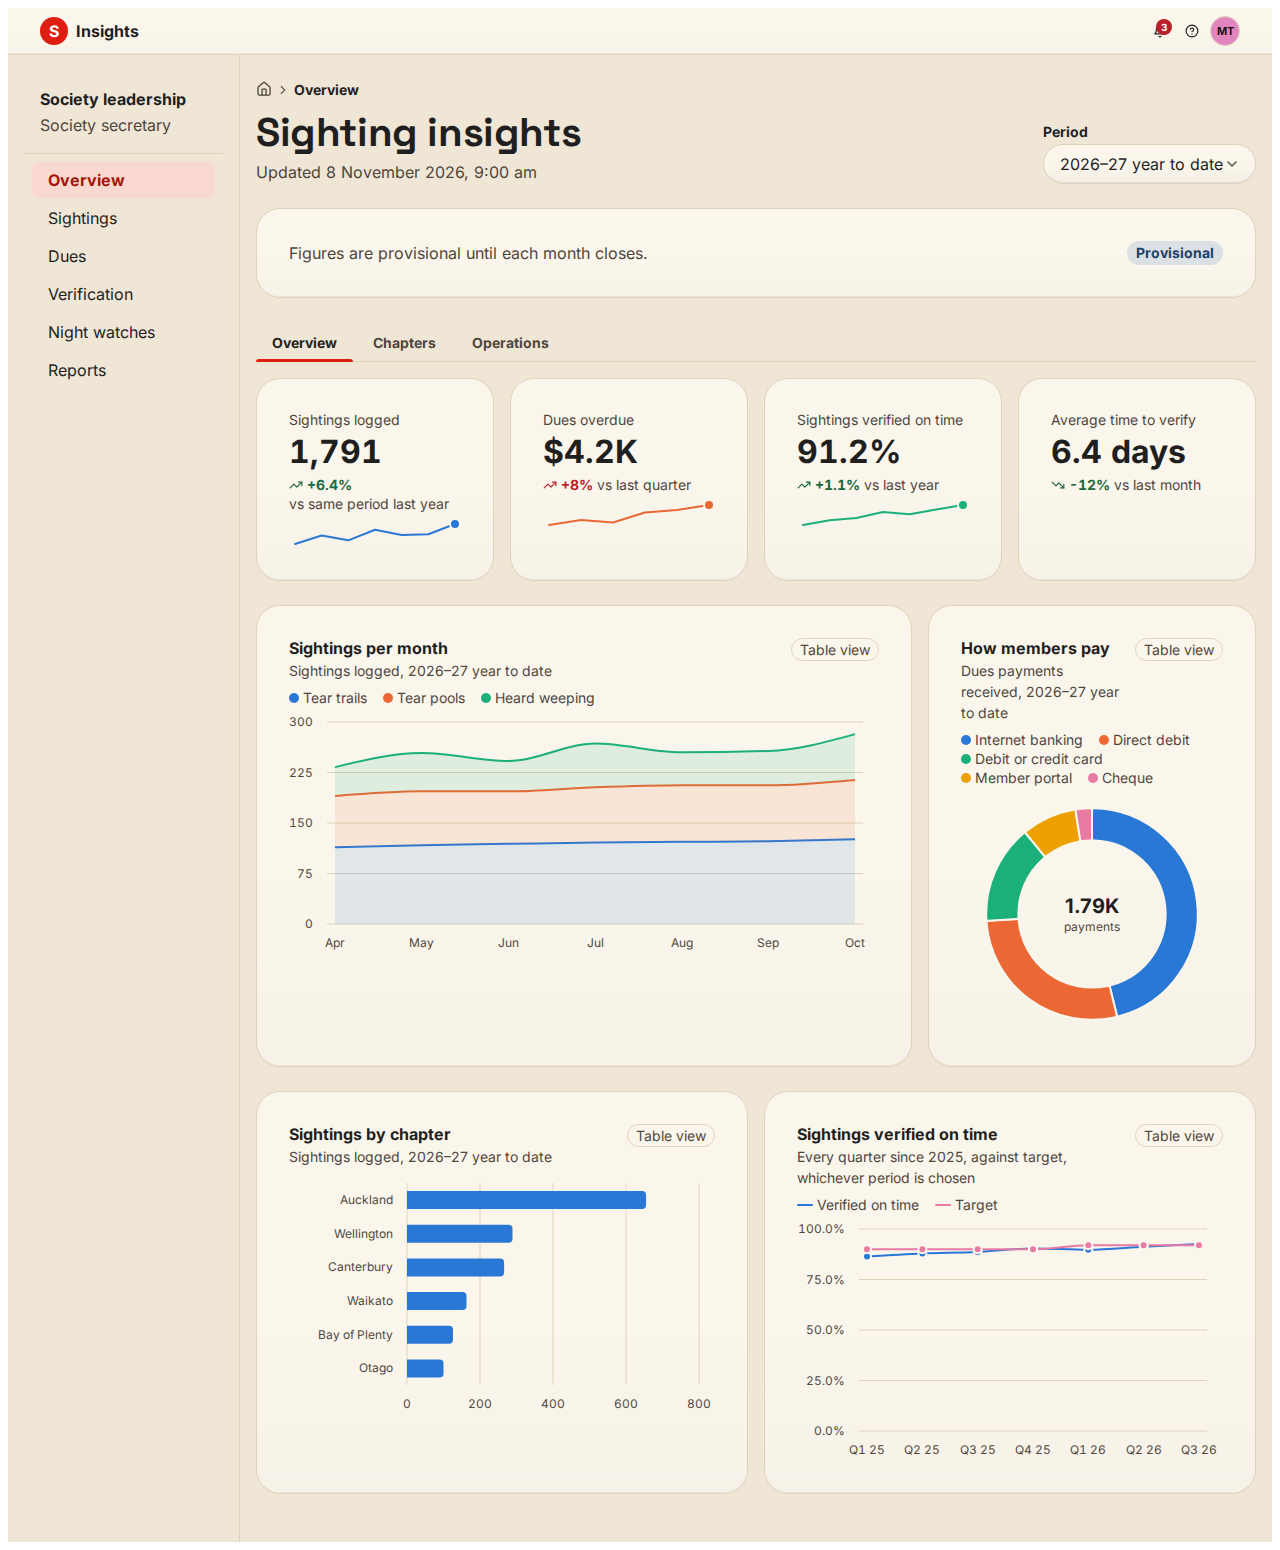 S Insights
3
MT
Society leadership
Society secretary
Overview
Sightings
Dues
Verification
Night watches
Reports
Overview
Sighting insights
Updated 8 November 2026, 9:00 am
Period
2026–27 year to date
Figures are provisional until each month closes.
Provisional
Overview Chapters Operations
Sightings logged
1,791
+6.4%
vs same period last year
Dues overdue
$4.2K
+8% vs last quarter
Sightings verified on time
91.2%
+1.1% vs last year
Average time to verify
6.4 days
-12% vs last month
Sightings per month
Table view
Sightings logged, 2026–27 year to date
Tear trails Tear pools Heard weeping
300
225
150
75
0
Apr May Jun Jul Aug Sep Oct
How members pay
Table view
Dues payments
received, 2026–27 year
to date
Internet banking Direct debit
Debit or credit card
Member portal Cheque
1.79K
payments
Sightings by chapter
Table view
Sightings logged, 2026–27 year to date
Auckland
Wellington
Canterbury
Waikato
Bay of Plenty
Otago
0 200 400 600 800
Sightings verified on time
Table view
Every quarter since 2025, against target,
whichever period is chosen
Verified on time Target
100.0%
75.0%
50.0%
25.0%
0.0%
Q1 25 Q2 25 Q3 25 Q4 25 Q1 26 Q2 26 Q3 26